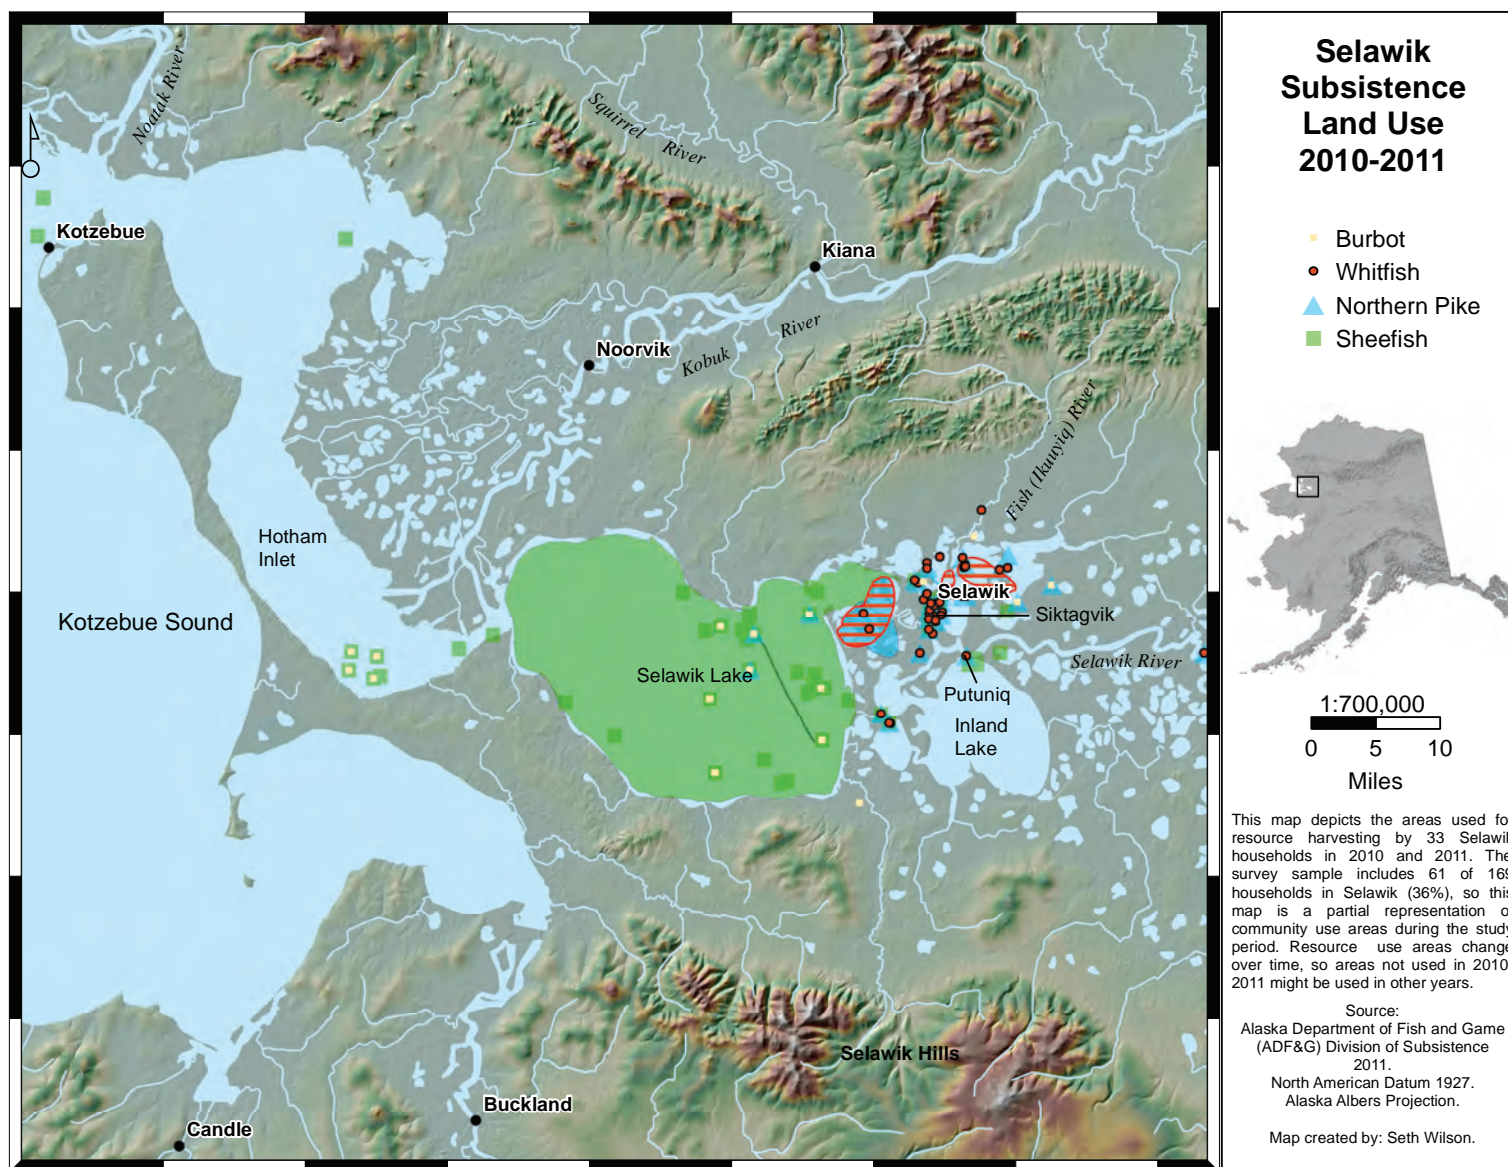 Selawik
Subsistence
Land Use
2010-2011
Burbot
Whitfish
Northern Pike
Sheefish
1:700,000
0 5 10
Miles
This map depicts the areas used fo
resource harvesting by 33 Selawik
households in 2010 and 2011. The
survey sample includes 61 of 169
households in Selawik (36%), so this
map is a partial representation o
community use areas during the study
period. Resource use areas change
over time, so areas not used in 2010
2011 might be used in other years.
Source:
Alaska Department of Fish and Game
(ADF&G) Division of Subsistence
2011.
North American Datum 1927.
Alaska Albers Projection.
Map created by: Seth Wilson.
Noatak River
Squirrel
River
Kotzebue
Kiana
Noorvik
Kobuk
River
Fish (Ikuuyiq) River
Hotham
Inlet
Kotzebue Sound
Selawik
Siktagvik
Selawik River
Selawik Lake
Putuniq
Inland
Lake
Selawik Hills
Buckland
Candle